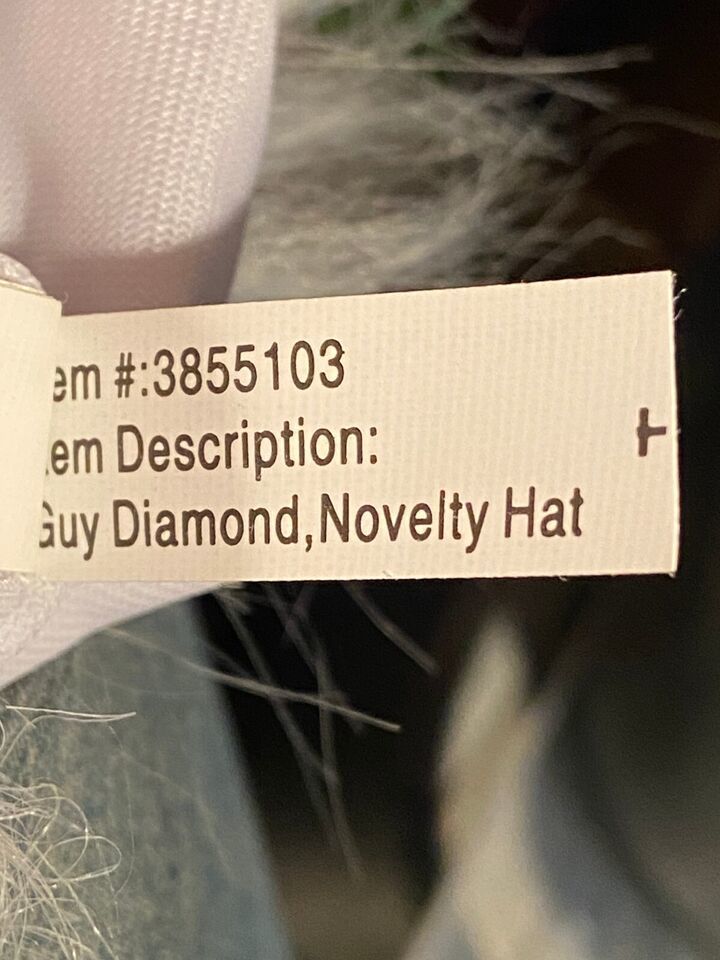 em #:3855103
em Description:
Guy Diamond,Novelty Hat